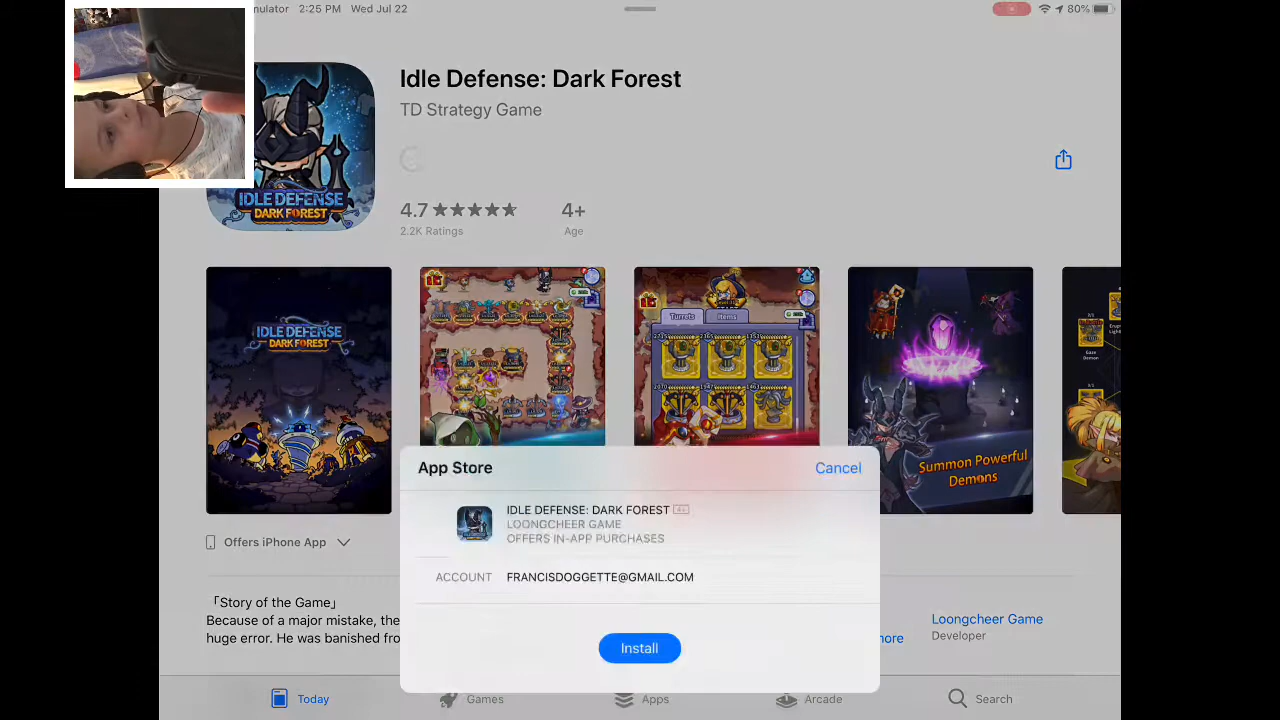 mulator 2:25 PM Wed Jul 22 80%
Idle Defense: Dark Forest
TD Strategy Game
4.7
2.2K Ratings
4+
Age
IDLE DEFENSE
DARK FOREST
IDLE DEFENSE
DARK FOREST
Turrets Items
Summon Powerful
Demons
App Store Cancel
IDLE DEFENSE: DARK FOREST 4+
LOONGCHEER GAME
OFFERS IN-APP PURCHASES
ACCOUNT FRANCISDOGGETTE@GMAIL.COM
Install
Offers iPhone App
「Story of the Game」
Because of a major mistake, the
huge error. He was banished fro
more
Loongcheer Game
Developer
Today Games Apps Arcade Search